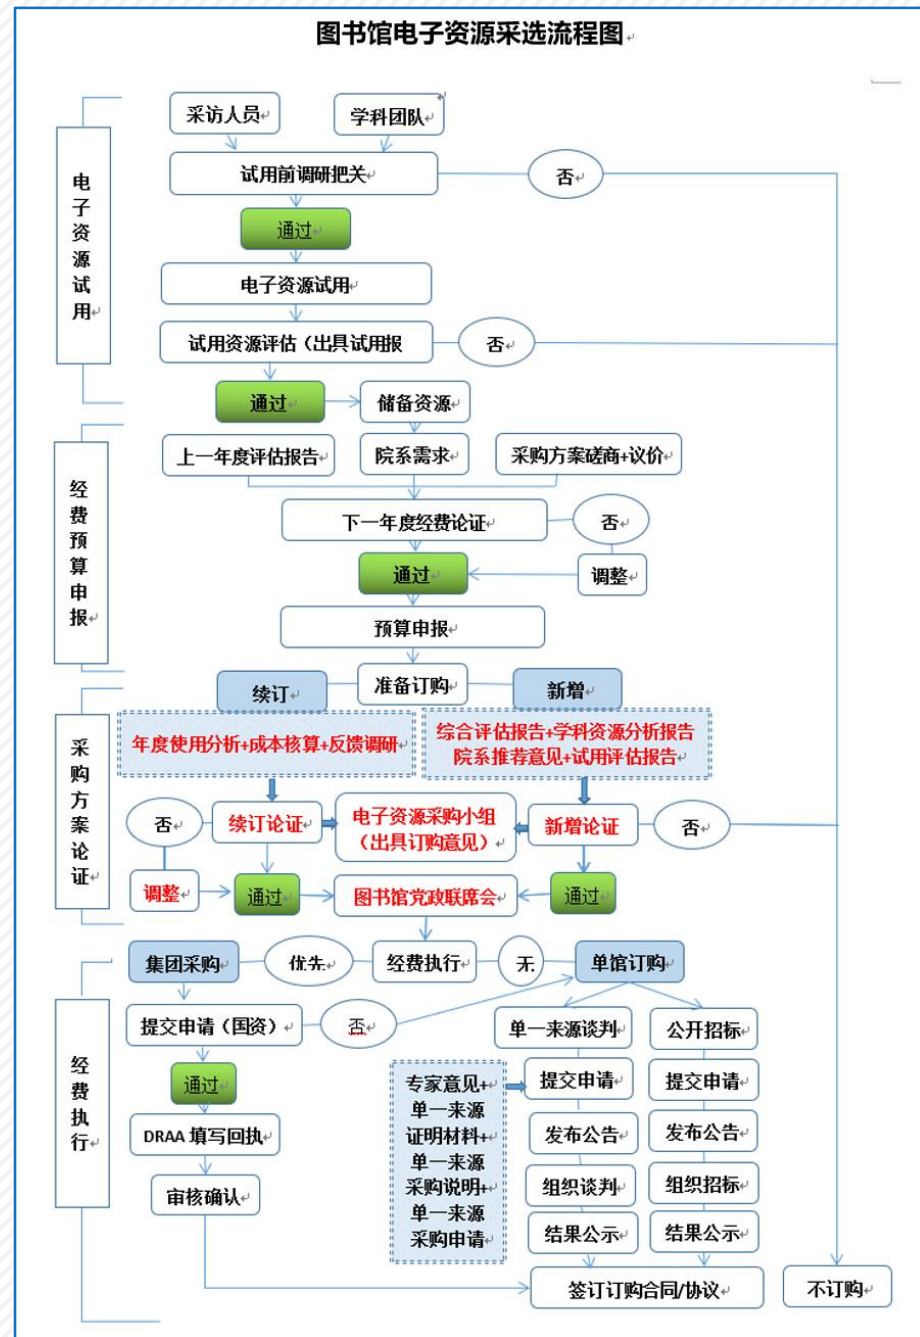 图书馆电子资源采选流程图
电子资源试用
采访人员
学科团队
试用前调研把关
否
通过
电子资源试用
试用资源评估（出具试用报
否
通过
储备资源
经费预算申报
上一年度评估报告
院系需求
采购方案磋商+议价
下一年度经费论证
否
通过
调整
预算申报
采购方案论证
续订
准备订购
新增
年度使用分析+成本核算+反馈调研
综合评估报告+学科资源分析报告
院系推荐意见+试用评估报告
否
续订论证
电子资源采购小组
（出具订购意见）
新增论证
否
调整
通过
图书馆党政联席会
通过
经费执行
集团采购
优先
经费执行
无
单馆订购
提交申请（国资）
否
单一来源谈判
公开招标
通过
专家意见+
单一来源
证明材料+
单一来源
采购说明+
单一来源
采购申请
提交申请
提交申请
DRAA 填写回执
发布公告
发布公告
审核确认
组织谈判
组织招标
结果公示
结果公示
签订订购合同/协议
不订购